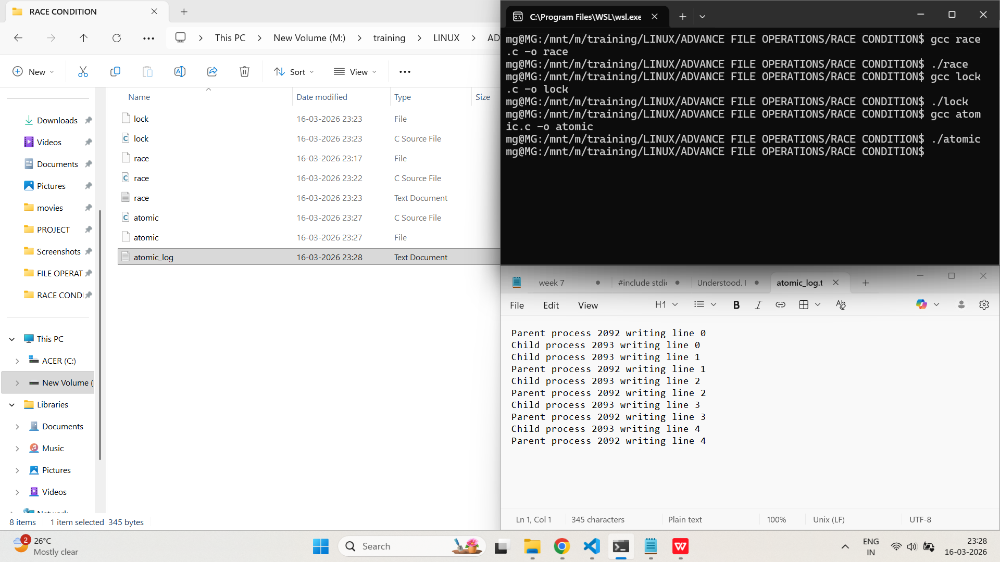 RACE CONDITION
This PC > New Volume (M:) > training > LINUX > AD
New
Sort
View
Name
Date modified
Type
Size
lock 16-03-2026 23:23 File
lock 16-03-2026 23:23 C Source File
race 16-03-2026 23:17 File
race 16-03-2026 23:22 C Source File
race 16-03-2026 23:23 Text Document
atomic 16-03-2026 23:27 C Source File
atomic 16-03-2026 23:27 File
atomic_log 16-03-2026 23:28 Text Document
Downloads
Videos
Documents
Pictures
movies
PROJECT
Screenshots
FILE OPERAT
RACE COND
This PC
ACER (C:)
New Volume (
Libraries
Documents
Music
Pictures
Videos
Network
8 items 1 item selected 345 bytes
C:\Program Files\WSL\wsl.exe
mg@MG:/mnt/m/training/LINUX/ADVANCE FILE OPERATIONS/RACE CONDITION$ gcc race
.c -o race
mg@MG:/mnt/m/training/LINUX/ADVANCE FILE OPERATIONS/RACE CONDITION$ ./race
mg@MG:/mnt/m/training/LINUX/ADVANCE FILE OPERATIONS/RACE CONDITION$ gcc lock
.c -o lock
mg@MG:/mnt/m/training/LINUX/ADVANCE FILE OPERATIONS/RACE CONDITION$ ./lock
mg@MG:/mnt/m/training/LINUX/ADVANCE FILE OPERATIONS/RACE CONDITION$ gcc atom
ic.c -o atomic
mg@MG:/mnt/m/training/LINUX/ADVANCE FILE OPERATIONS/RACE CONDITION$ ./atomic
mg@MG:/mnt/m/training/LINUX/ADVANCE FILE OPERATIONS/RACE CONDITION$
week 7
#include stdi
Understood. I
atomic_log.t
File
Edit
View
H1
B
I
Parent process 2092 writing line 0
Child process 2093 writing line 0
Child process 2093 writing line 1
Parent process 2092 writing line 1
Child process 2093 writing line 2
Parent process 2092 writing line 2
Child process 2093 writing line 3
Parent process 2092 writing line 3
Child process 2093 writing line 4
Parent process 2092 writing line 4
Ln 1, Col 1
345 characters
Plain text
100%
Unix (LF)
UTF-8
2
26°C
Mostly clear
Search
ENG
IN
23:28
16-03-2026